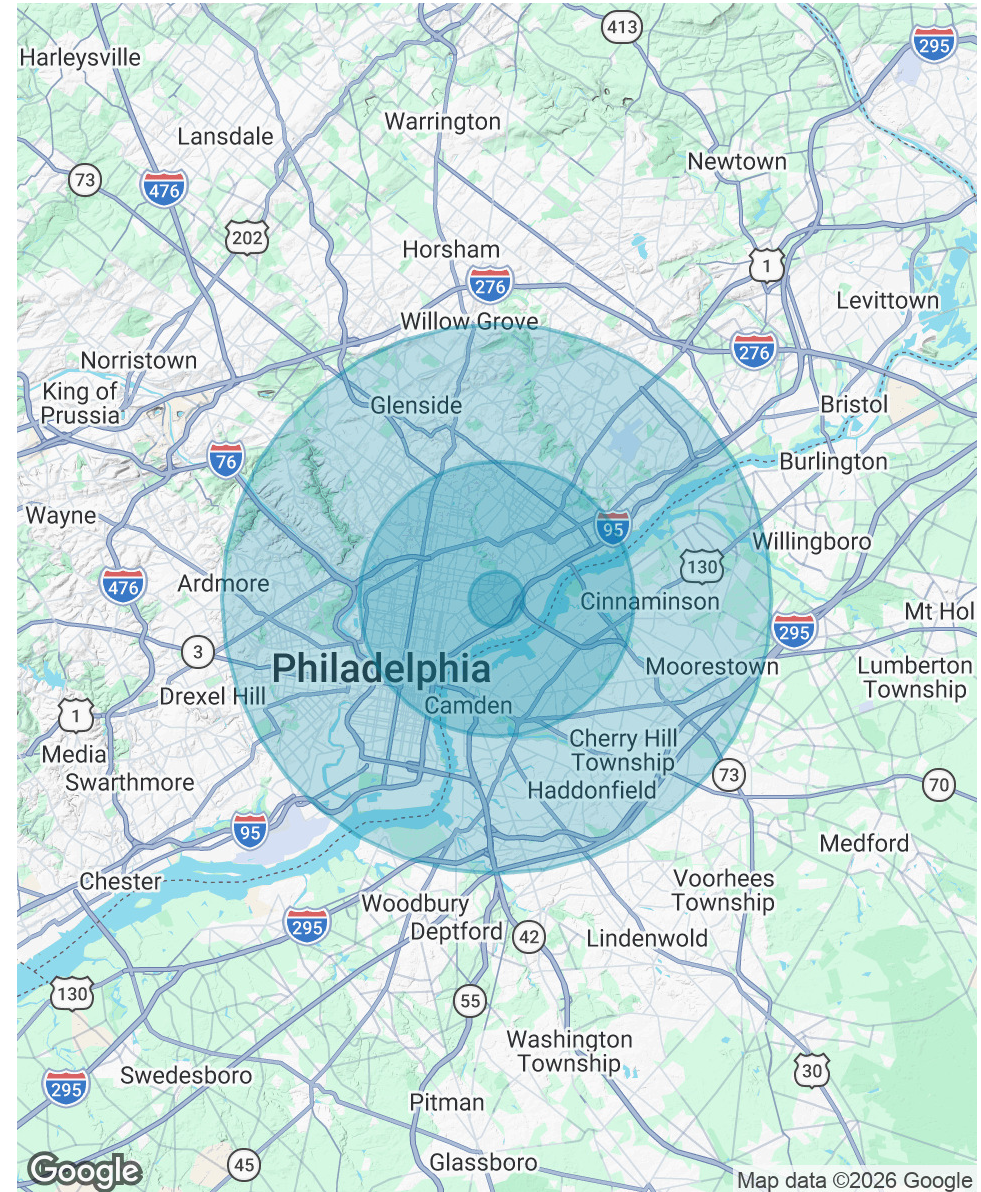 413
295
Harleysville
Warrington
Lansdale
Newtown
73
476
202
Horsham
1
276
Levittown
Willow Grove
276
Norristown
King of
Prussia
Glenside
Bristol
76
Burlington
Wayne
95
Willingboro
130
476
Ardmore
Cinnaminson
Mt Hol
295
3
Philadelphia
Moorestown
Lumberton
Township
Drexel Hill
Camden
1
Cherry Hill
Township
Media
Swarthmore
73
70
Haddonfield
95
Medford
Chester
Voorhees
Township
Woodbury
295
Deptford
42
Lindenwold
130
55
Washington
Township
30
Swedesboro
295
Pitman
45
Glassboro
Google
Map data ©2026 Google